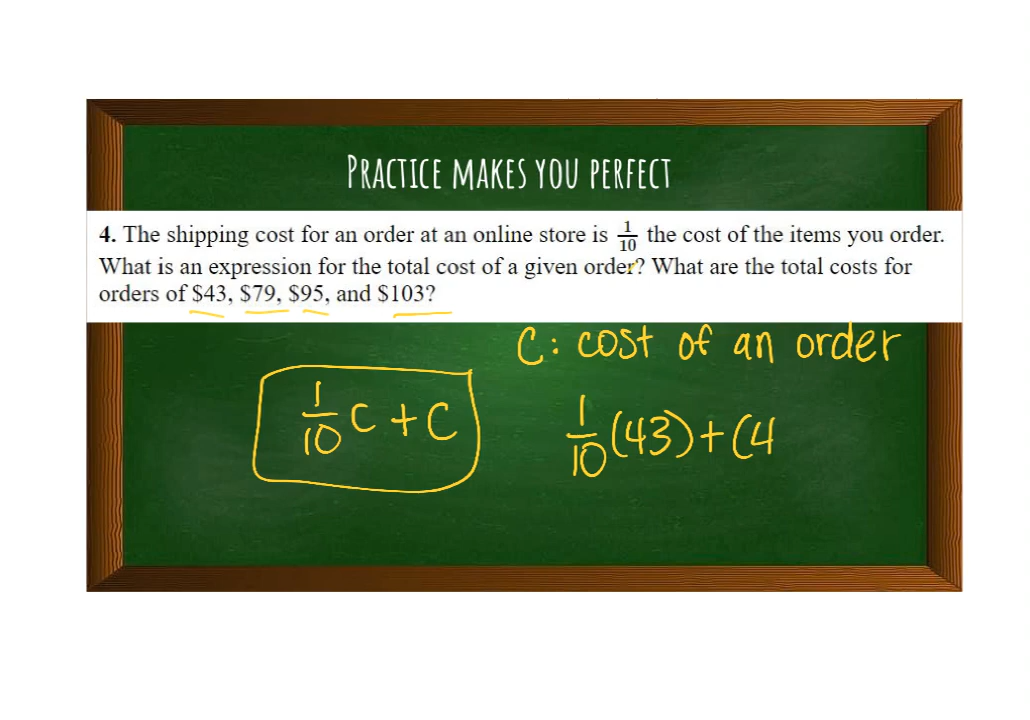 PRACTICE MAKES YOU PERFECT
4. The shipping cost for an order at an online store is 1/10 the cost of the items you order.
What is an expression for the total cost of a given order? What are the total costs for
orders of $43, $79, $95, and $103?
C: cost of an order
1/10 C + C
1/10 (43) + (4